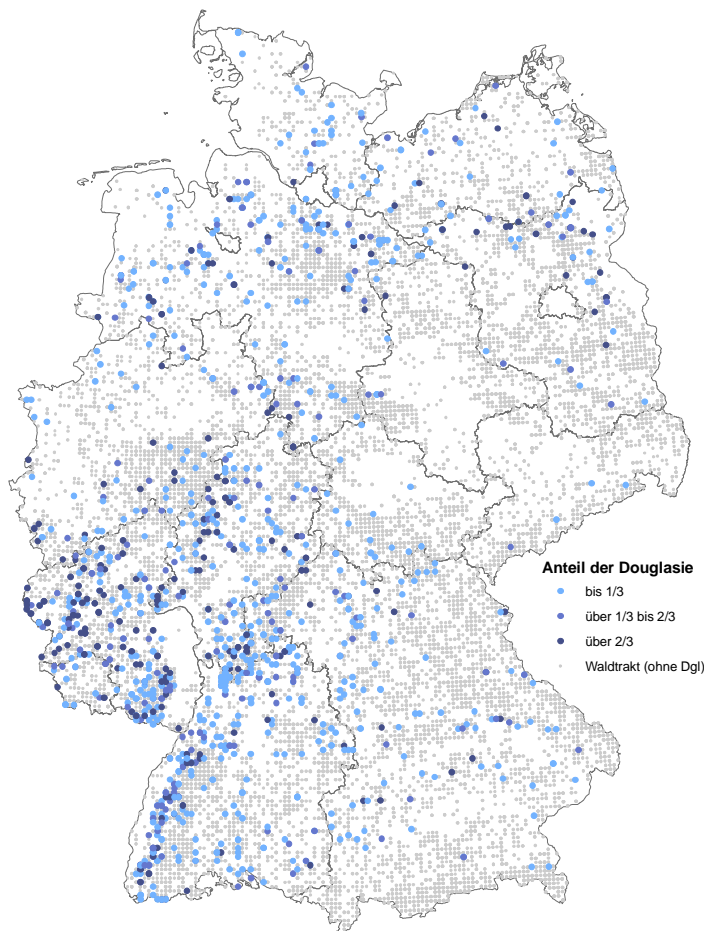 Anteil der Douglasie
bis 1/3
über 1/3 bis 2/3
über 2/3
Waldtrakt (ohne Dgl)